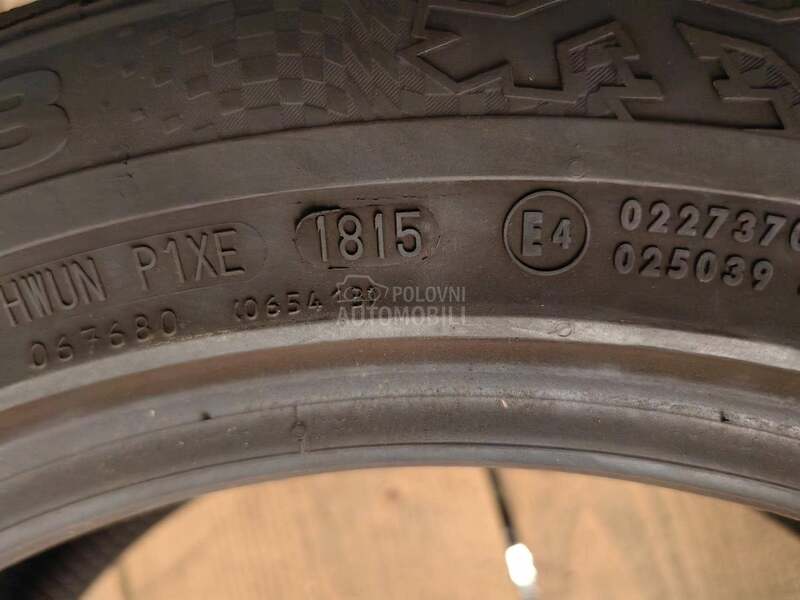 HWUN P1XE 1815 E4 022737
025039
067680
POLOVNI
AUTOMOBILI